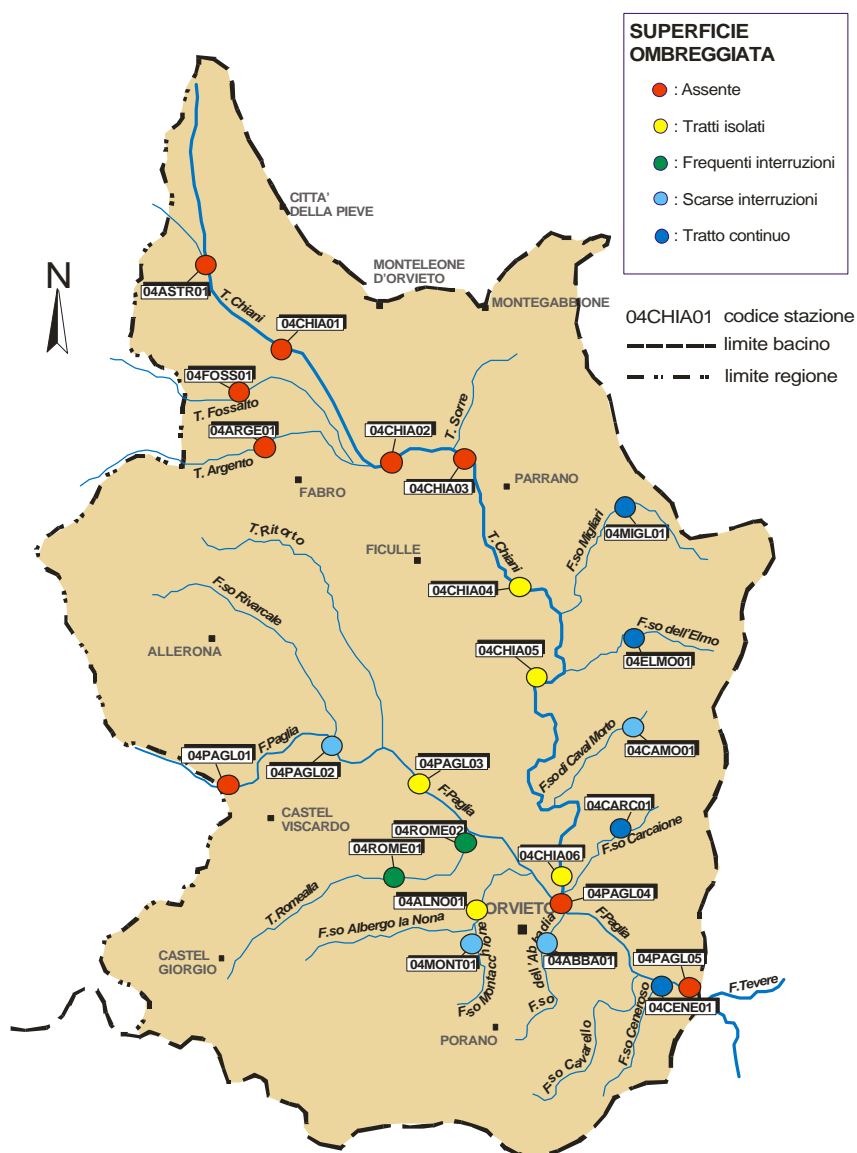 SUPERFICIE
OMBREGGIATA
: Assente
: Tratti isolati
: Frequenti interruzioni
: Scarse interruzioni
: Tratto continuo
04CHIA01 codice stazione
limite bacino
limite regione
N
CITTA'
DELLA PIEVE
MONTELEONE
D'ORVIETO
MONTEGABBIONE
04ASTR01
T. Chiani
04CHIA01
04FOSS01
T. Fossalto
04ARGE01
T. Argento
04CHIA02
T. Sorre
04CHIA03
FABRO
PARRANO
T. Ritorto
FICULLE
T. Chiani
F.so Migliari
04MIGL01
F.so Rivarcale
04CHIA04
ALLERONA
04CHIA05
F.so dell'Elmo
04ELMO01
F.so di Caval Morto
04CAMO01
04PAGL01
F.Paglia
04PAGL02
04PAGL03
F.Paglia
CASTEL
VISCARDO
04CARC01
F.so Carcaione
04ROME02
04ROME01
04CHIA06
T. Romealla
04ALNO01
04PAGL04
ORVIETO
F.so Albergo la Nona
F.Paglia
CASTEL
GIORGIO
04MONT01
F.so Montacchione
F.so dell'Abbadia
04ABBA01
04PAGL05
F.Tevere
04CENE01
PORANO
F.so Cavarello
F.so Ceneroso